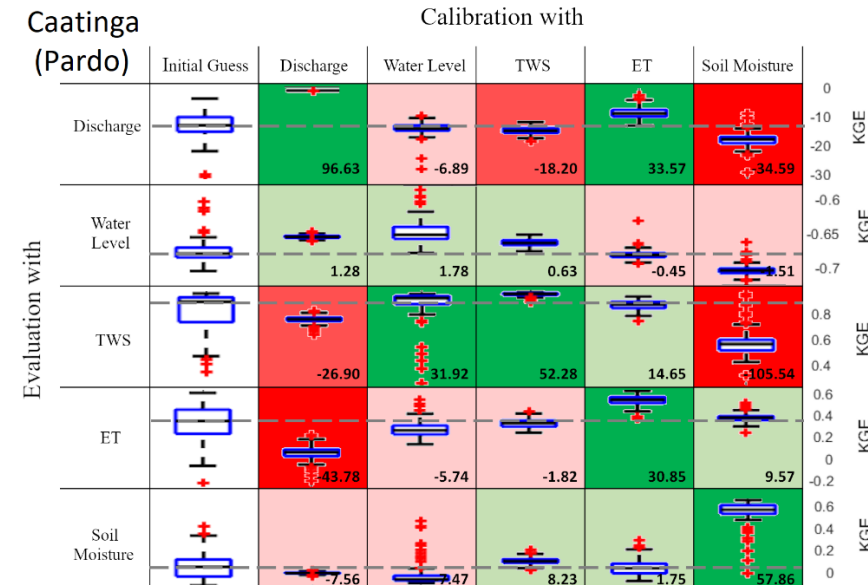 Caatinga
(Pardo)
Calibration with
Initial Guess Discharge Water Level TWS ET Soil Moisture
Evaluation with
Discharge 96.63 -6.89 -18.20 33.57 -34.59
0
-10
-20
-30
KGE
Water
Level
1.28 1.78 0.63 -0.45 -1.51
-0.6
-0.65
-0.7
KGE
TWS -26.90 31.92 52.28 14.65 -105.54
0.8
0.6
0.4
KGE
ET -43.78 -5.74 -1.82 30.85 9.57
0.6
0.4
0.2
0
-0.2
KGE
Soil
Moisture
-7.56 -7.47 8.23 1.75 57.86
0.6
0.4
0.2
0
KGE